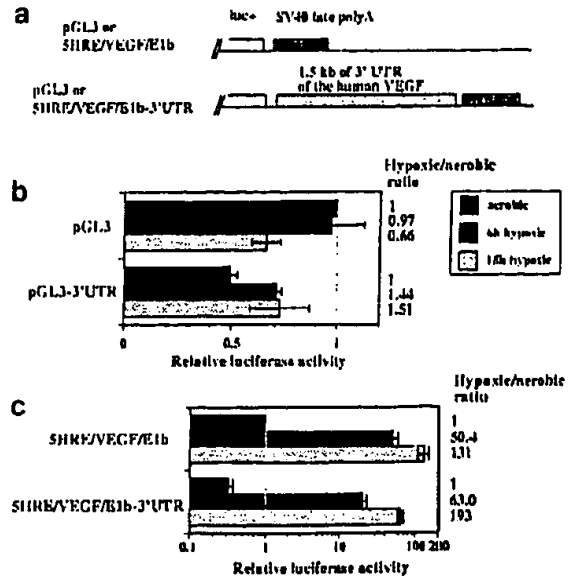 a
luc+ SV40 late polyA
pGL3 or
5HRE/VEGF/E1b
1.5 kb of 3' UTR
of the human VEGF
pGL3 or
5HRE/VEGF/E1b-3'UTR
b
Hypoxic/aerobic
ratio
pGL3
1
0.97
0.66
pGL3-3'UTR
1
1.44
1.51
aerobic
6h hypoxic
16h hypoxic
0 0.5 1
Relative luciferase activity
c
Hypoxic/aerobic
ratio
5HRE/VEGF/E1b
1
50.4
131
5HRE/VEGF/E1b-3'UTR
1
63.0
193
0.1 1 10 100 200
Relative luciferase activity